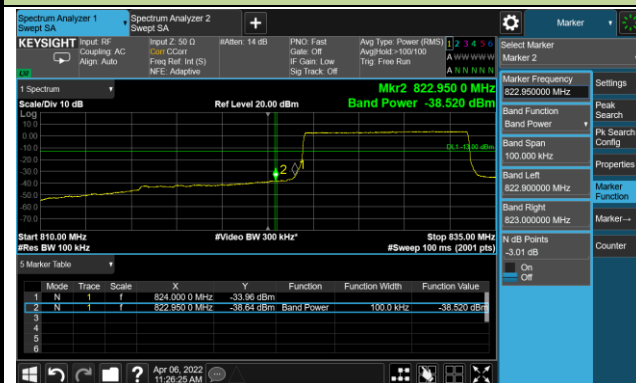 Spectrum Analyzer 1
Swept SA
Spectrum Analyzer 2
Swept SA
+
Marker
KEYSIGHT
Input: RF
Coupling: AC
Align: Auto
Input Z: 50 Ω
Corr CCorr
Freq Ref: Int (S)
NFE: Adaptive
#Atten: 14 dB
PNO: Fast
Gate: Off
IF Gain: Low
Sig Track: Off
Avg Type: Power (RMS)
Avg|Hold:>100/100
Trig: Free Run
1 2 3 4 5 6
A W W W W W
A N N N N N
Select Marker
Marker 2
1 Spectrum
Mkr2 822.950 0 MHz
Scale/Div 10 dB
Ref Level 20.00 dBm
Band Power -38.520 dBm
Log
10.0
0.00
-10.0
DL1 -13.00 dBm
-20.0
-30.0
2
-40.0
-50.0
-60.0
-70.0
Start 810.00 MHz
#Video BW 300 kHz*
Stop 835.00 MHz
#Res BW 100 kHz
#Sweep 100 ms (2001 pts)
5 Marker Table
Mode Trace Scale X Y Function Function Width Function Value
1 N 1 f 824.000 0 MHz -33.96 dBm
2 N 1 f 822.950 0 MHz -38.64 dBm Band Power 100.0 kHz -38.520 dBm
3
4
5
6
Marker Frequency
822.950000 MHz
Band Function
Band Power
Band Span
100.000 kHz
Band Left
822.900000 MHz
Band Right
823.000000 MHz
N dB Points
-3.01 dB
On
Off
Settings
Peak
Search
Pk Search
Config
Properties
Marker
Function
Marker→
Counter
?
Apr 06, 2022
11:26:25 AM